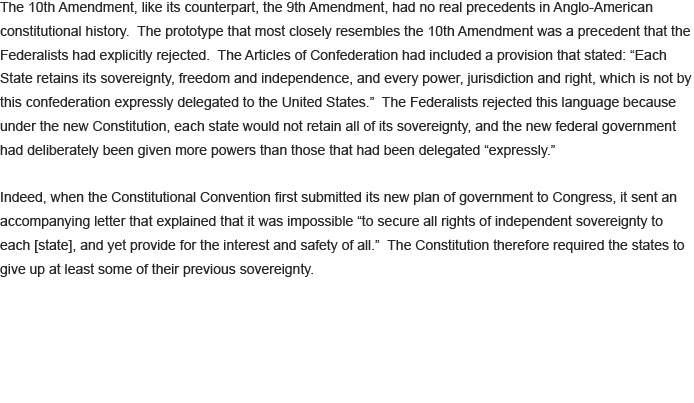 The 10th Amendment, like its counterpart, the 9th Amendment, had no real precedents in Anglo-American
constitutional history.  The prototype that most closely resembles the 10th Amendment was a precedent that the
Federalists had explicitly rejected.  The Articles of Confederation had included a provision that stated: “Each
State retains its sovereignty, freedom and independence, and every power, jurisdiction and right, which is not by
this confederation expressly delegated to the United States.”  The Federalists rejected this language because
under the new Constitution, each state would not retain all of its sovereignty, and the new federal government
had deliberately been given more powers than those that had been delegated “expressly.”

Indeed, when the Constitutional Convention first submitted its new plan of government to Congress, it sent an
accompanying letter that explained that it was impossible “to secure all rights of independent sovereignty to
each [state], and yet provide for the interest and safety of all.”  The Constitution therefore required the states to
give up at least some of their previous sovereignty.